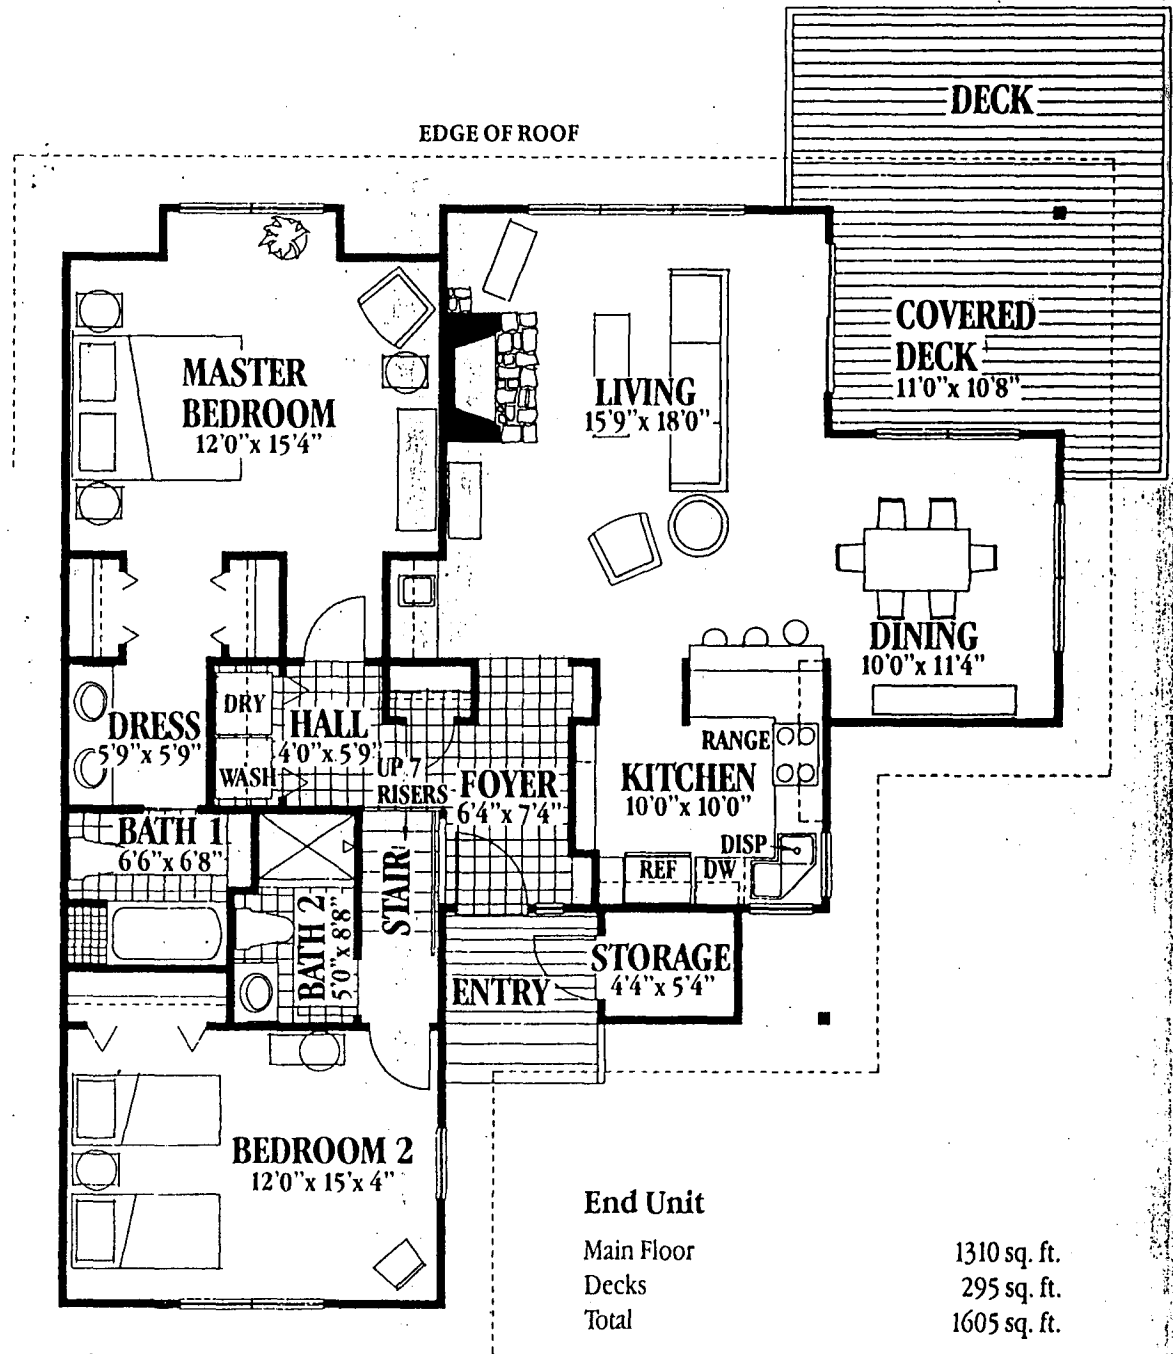 DECK
EDGE OF ROOF
COVERED
DECK
11'0"x 10'8"
MASTER
BEDROOM
12'0"x 15'4"
LIVING
15'9"x 18'0"
DINING
10'0"x 11'4"
DRY
WASH
DRESS
5'9"x 5'9"
HALL
4'0"x 5'9"
UP 7
RISERS
FOYER
6'4"x 7'4"
RANGE
KITCHEN
10'0"x 10'0"
DISP
REF
DW
BATH 1
6'6"x 6'8"
STAIR
BATH 2
5'0"x 8'8"
ENTRY
STORAGE
4'4"x 5'4"
BEDROOM 2
12'0"x 15'x 4"
End Unit
Main Floor 1310 sq. ft.
Decks 295 sq. ft.
Total 1605 sq. ft.